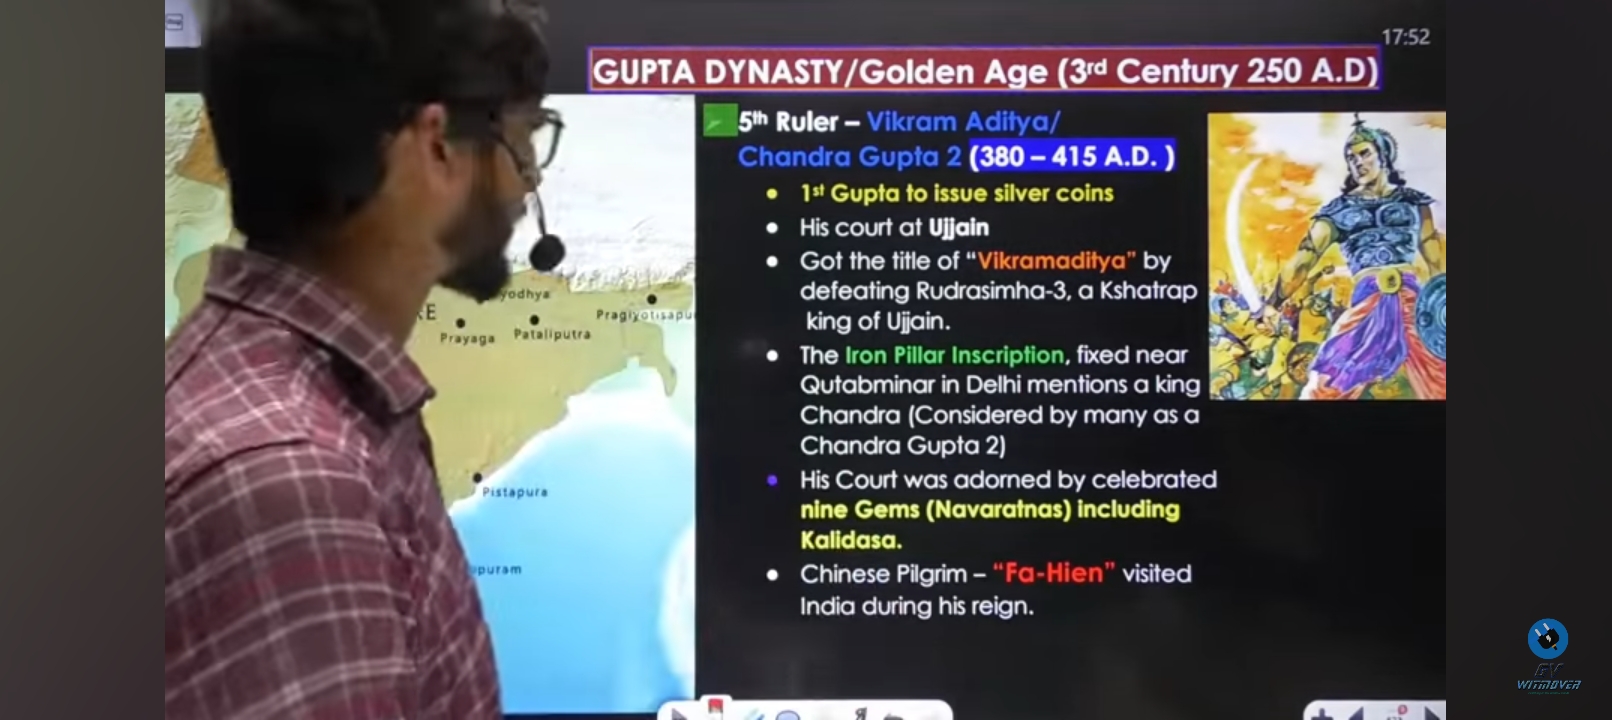 17:52
GUPTA DYNASTY/Golden Age (3rd Century 250 A.D)
5th Ruler – Vikram Aditya/
Chandra Gupta 2 (380 – 415 A.D. )
• 1st Gupta to issue silver coins
• His court at Ujjain
• Got the title of “Vikramaditya” by
defeating Rudrasimha-3, a Kshatrap
king of Ujjain.
• The Iron Pillar Inscription, fixed near
Qutabminar in Delhi mentions a king
Chandra (Considered by many as a
Chandra Gupta 2)
• His Court was adorned by celebrated
nine Gems (Navaratnas) including
Kalidasa.
• Chinese Pilgrim – “Fa-Hien” visited
India during his reign.
yodhya
RE
Prayaga
Pataliputra
Pragjyotisapu
Pistapura
puram
WITMOVER